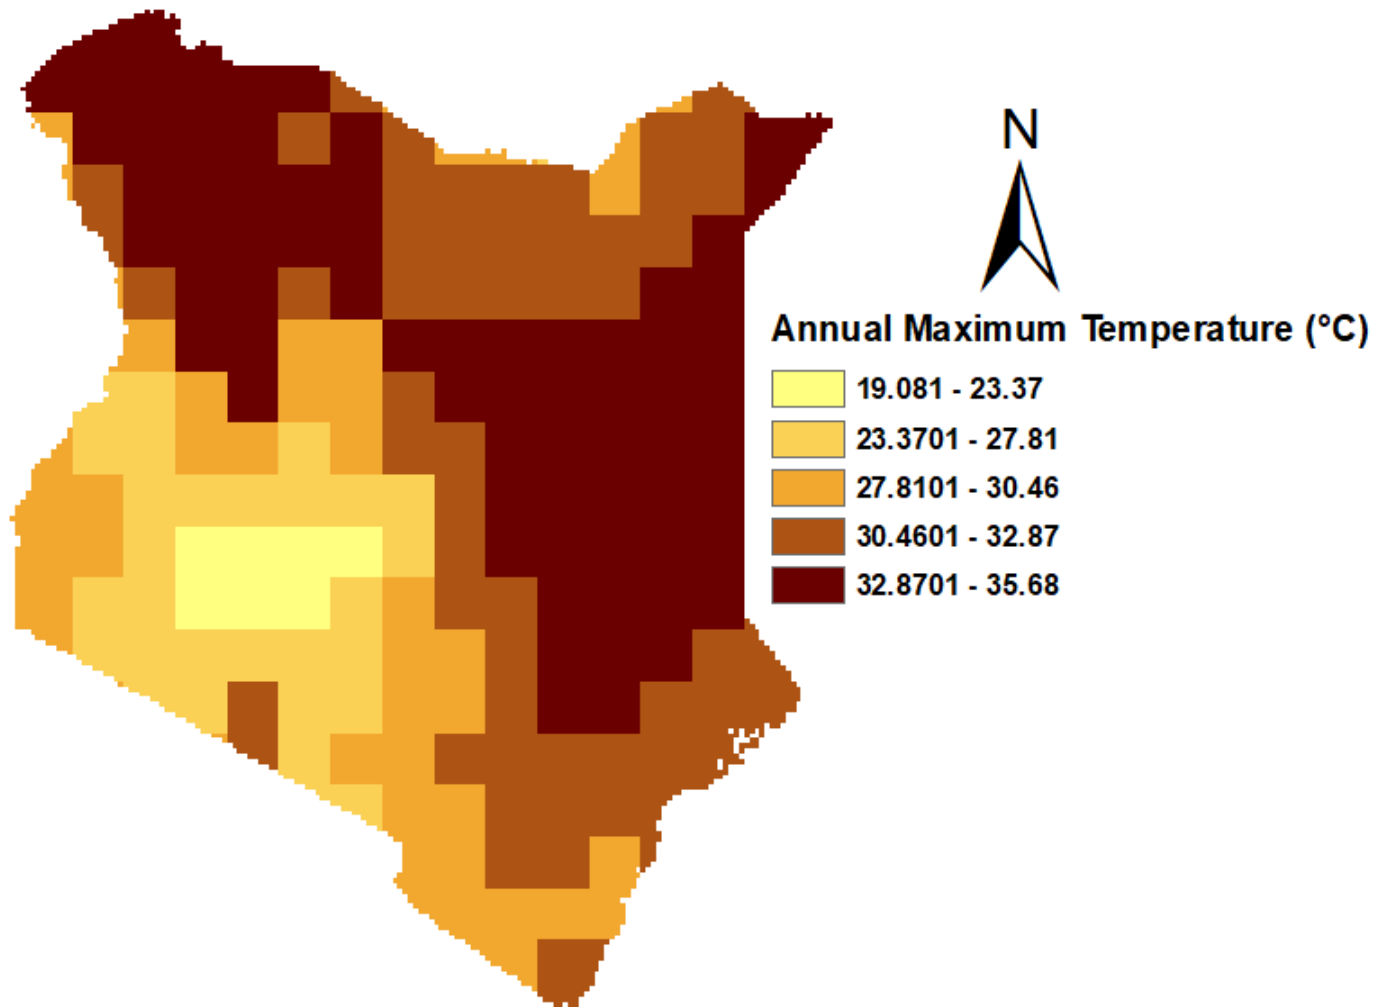 N
Annual Maximum Temperature (°C)
19.081 - 23.37
23.3701 - 27.81
27.8101 - 30.46
30.4601 - 32.87
32.8701 - 35.68